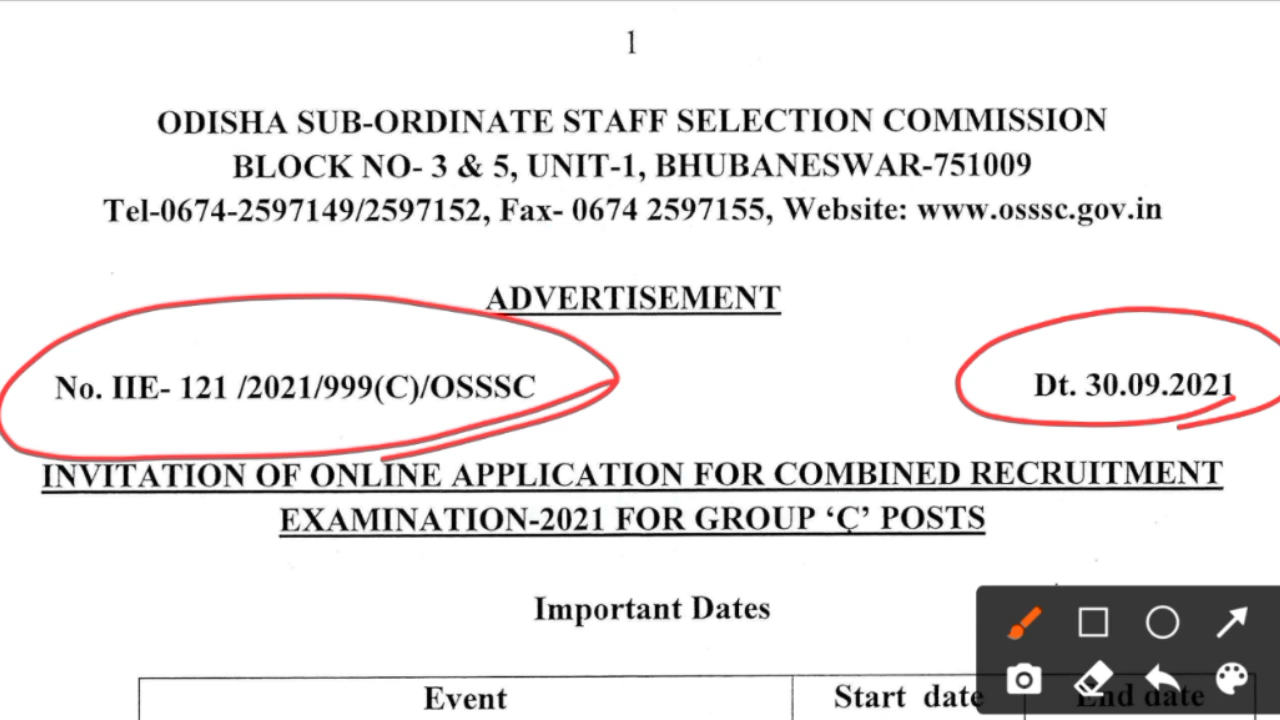 1
ODISHA SUB-ORDINATE STAFF SELECTION COMMISSION
BLOCK NO- 3 & 5, UNIT-1, BHUBANESWAR-751009
Tel-0674-2597149/2597152, Fax- 0674 2597155, Website: www.osssc.gov.in
ADVERTISEMENT
No. IIE- 121 /2021/999(C)/OSSSC Dt. 30.09.2021
INVITATION OF ONLINE APPLICATION FOR COMBINED RECRUITMENT
EXAMINATION-2021 FOR GROUP ‘C’ POSTS
Important Dates
Event Start date End date